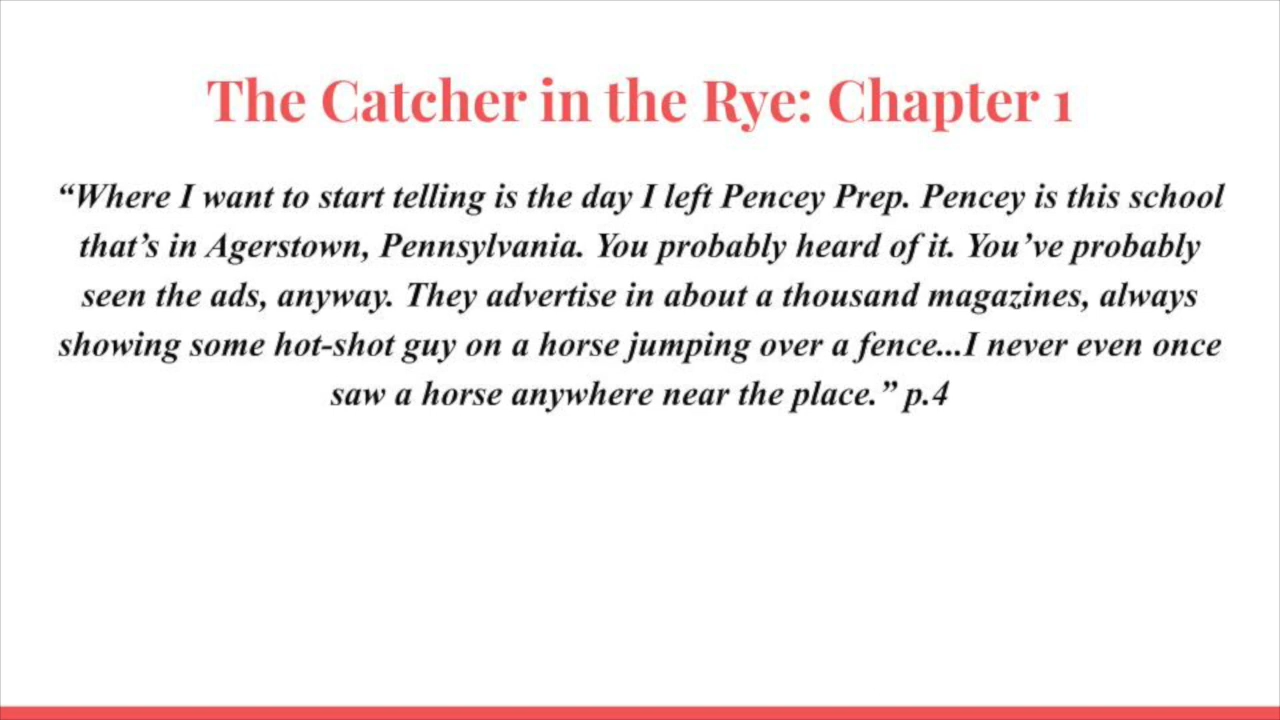 The Catcher in the Rye: Chapter 1
“Where I want to start telling is the day I left Pencey Prep. Pencey is this school
that’s in Agerstown, Pennsylvania. You probably heard of it. You’ve probably
seen the ads, anyway. They advertise in about a thousand magazines, always
showing some hot-shot guy on a horse jumping over a fence...I never even once
saw a horse anywhere near the place.” p.4